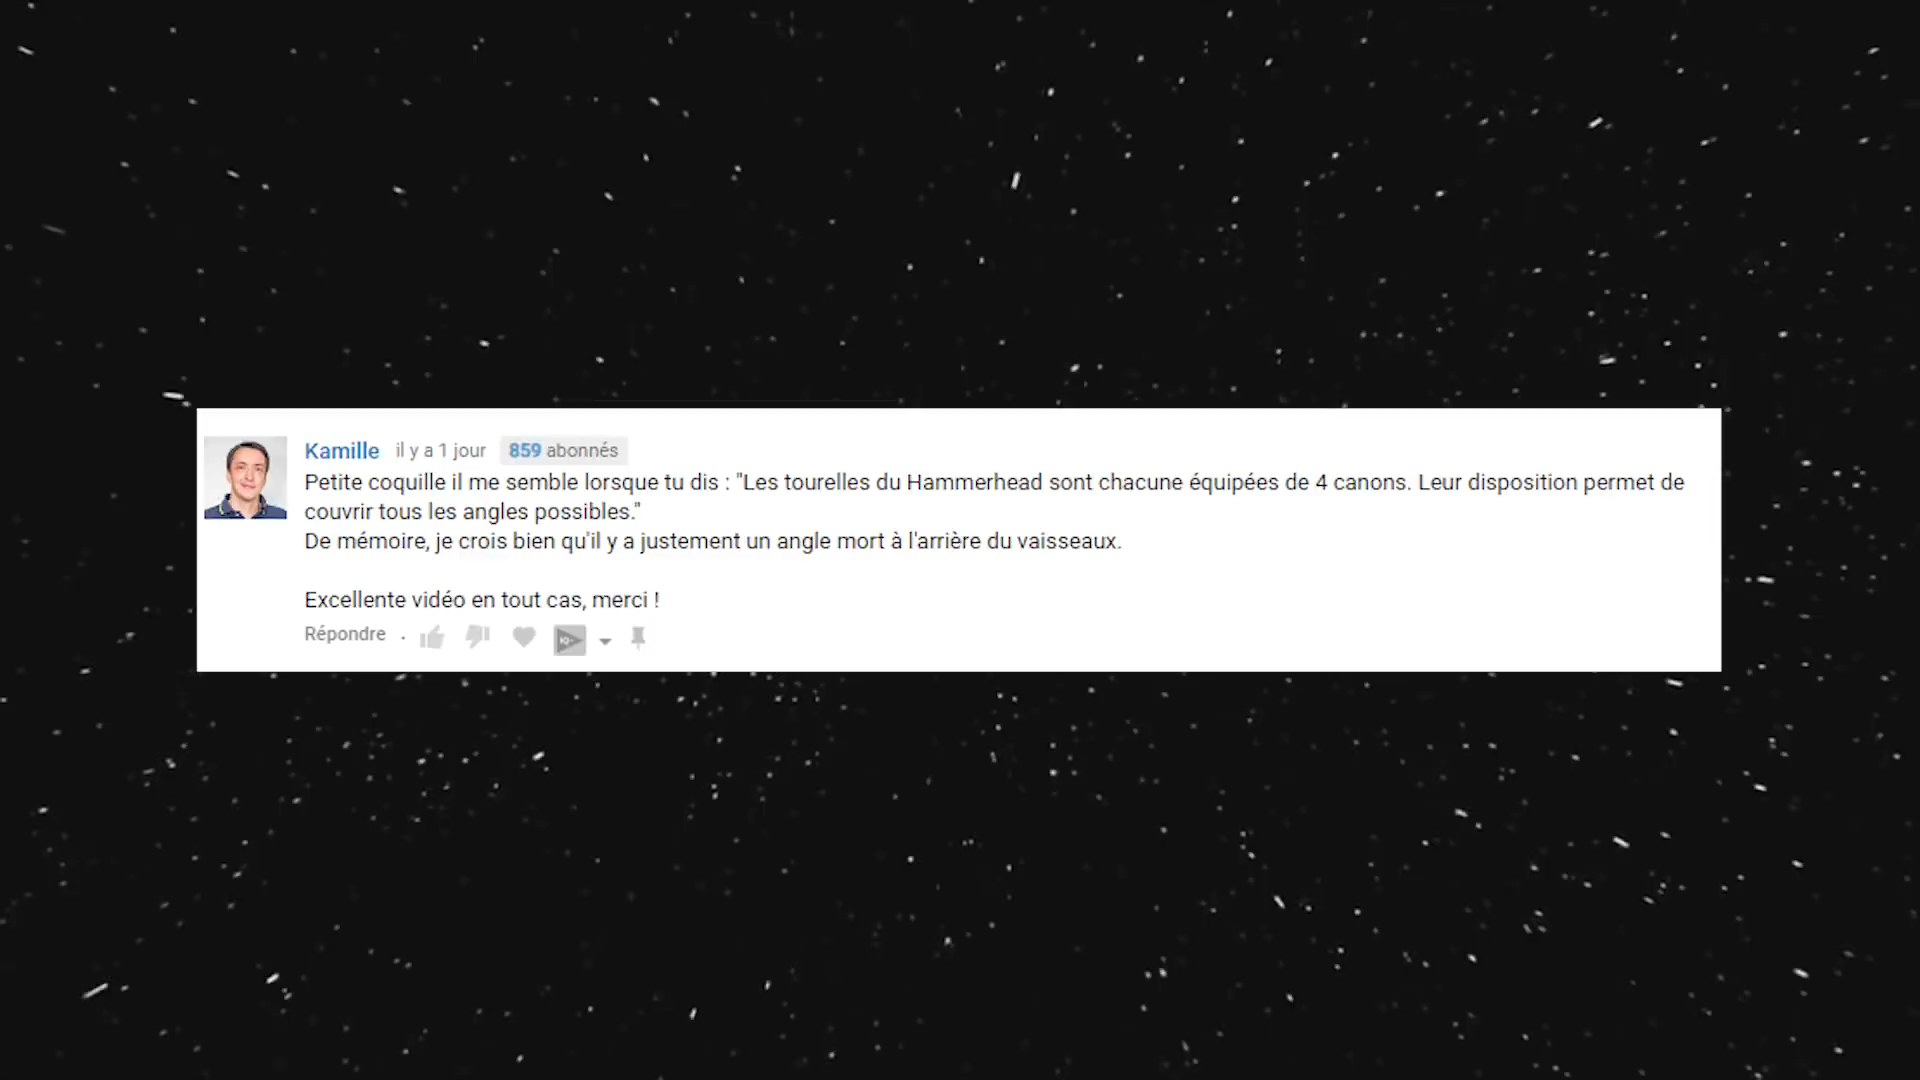 Kamille il y a 1 jour 859 abonnés
Petite coquille il me semble lorsque tu dis : "Les tourelles du Hammerhead sont chacune équipées de 4 canons. Leur disposition permet de
couvrir tous les angles possibles."
De mémoire, je crois bien qu'il y a justement un angle mort à l'arrière du vaisseaux.
Excellente vidéo en tout cas, merci !
Répondre .